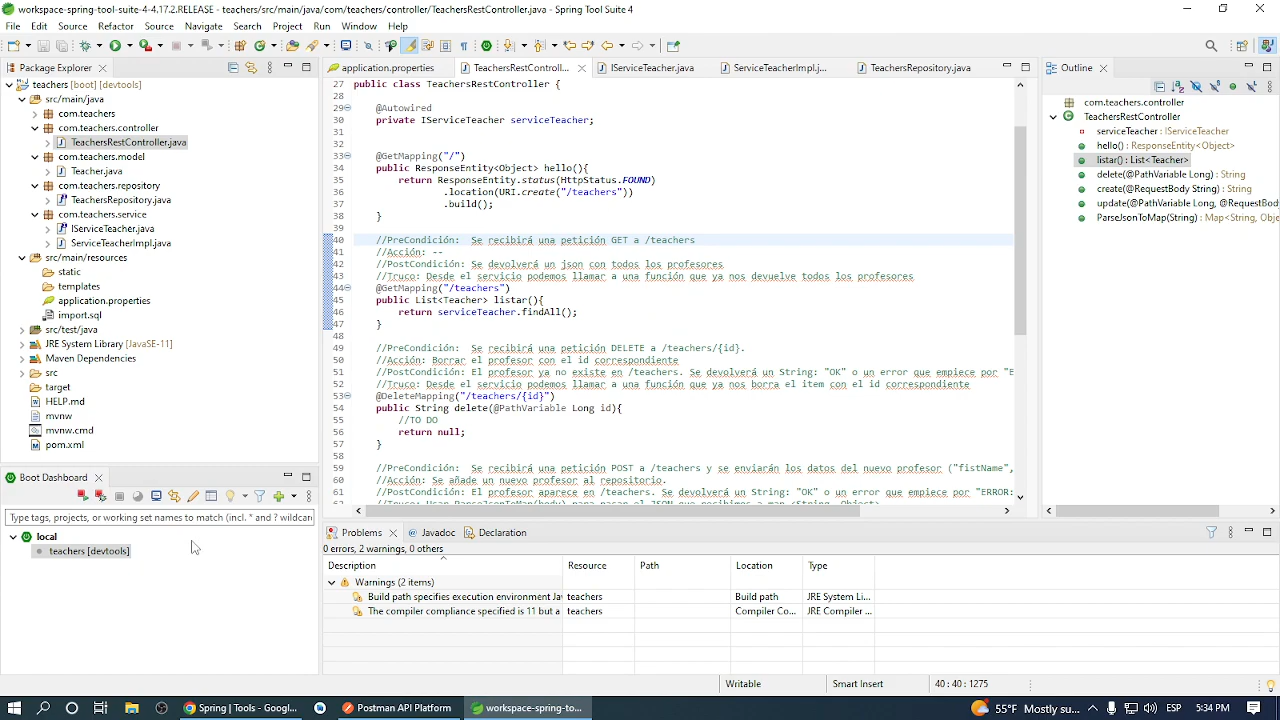 workspace-spring-tool-suite-4-4.17.2.RELEASE - teachers/src/main/java/com/teachers/controller/TeachersRestController.java - Spring Tool Suite 4
File Edit Source Refactor Source Navigate Search Project Run Window Help
Package Explorer
teachers [boot] [devtools]
src/main/java
com.teachers
com.teachers.controller
TeachersRestController.java
com.teachers.model
Teacher.java
com.teachers.repository
TeachersRepository.java
com.teachers.service
IServiceTeacher.java
ServiceTeacherImpl.java
src/main/resources
static
templates
application.properties
import.sql
src/test/java
JRE System Library [JavaSE-11]
Maven Dependencies
src
target
HELP.md
mvnw
mvnw.cmd
pom.xml
Boot Dashboard
Type tags, projects, or working set names to match (incl. * and ? wildcard
local
teachers [devtools]
application.properties TeachersRestControll... IServiceTeacher.java ServiceTeacherImpl.j... TeachersRepository.java
27 public class TeachersRestController {
28
29 @Autowired
30 private IServiceTeacher serviceTeacher;
31
32
33 @GetMapping("/")
34 public ResponseEntity<Object> hello(){
35 return ResponseEntity.status(HttpStatus.FOUND)
36 .location(URI.create("/teachers"))
37 .build();
38 }
39
40 //PreCondición: Se recibirá una petición GET a /teachers
41 //Acción: --
42 //PostCondición: Se devolverá un json con todos los profesores
43 //Truco: Desde el servicio podemos llamar a una función que ya nos devuelve todos los profesores
44 @GetMapping("/teachers")
45 public List<Teacher> listar(){
46 return serviceTeacher.findAll();
47 }
48
49 //PreCondición: Se recibirá una petición DELETE a /teachers/{id}.
50 //Acción: Borrar el profesor con el id correspondiente
51 //PostCondición: El profesor ya no existe en /teachers. Se devolverá un String: "OK" o un error que empiece por "E
52 //Truco: Desde el servicio podemos llamar a una función que ya nos borra el item con el id correspondiente
53 @DeleteMapping("/teachers/{id}")
54 public String delete(@PathVariable Long id){
55 //TO DO
56 return null;
57 }
58
59 //PreCondición: Se recibirá una petición POST a /teachers y se enviarán los datos del nuevo profesor ("fistName",
60 //Acción: Se añade un nuevo profesor al repositorio.
61 //PostCondición: El profesor aparece en /teachers. Se devolverá un String: "OK" o un error que empiece por "ERROR:
Outline
com.teachers.controller
TeachersRestController
serviceTeacher : IServiceTeacher
hello() : ResponseEntity<Object>
listar() : List<Teacher>
delete(@PathVariable Long) : String
create(@RequestBody String) : String
update(@PathVariable Long, @RequestBody
ParseJsonToMap(String) : Map<String, Object
Problems Javadoc Declaration
0 errors, 2 warnings, 0 others
Description Resource Path Location Type
Warnings (2 items)
Build path specifies execution environment Jav teachers Build path JRE System Li...
The compiler compliance specified is 11 but a teachers Compiler Co... JRE Compiler ...
Writable Smart Insert 40 : 40 : 1275
Spring | Tools - Googl... Postman API Platform workspace-spring-to... 55°F Mostly su... ESP 5:34 PM